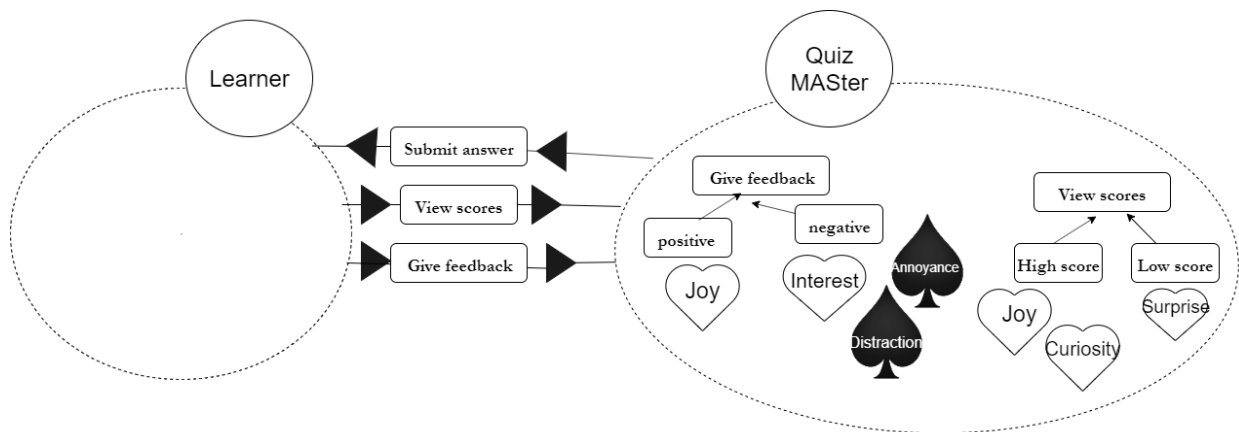 Learner
Quiz
MASter
Submit answer
View scores
Give feedback
Give feedback
positive
negative
Joy
Interest
Annoyance
Distraction
View scores
High score
Low score
Joy
Curiosity
Surprise